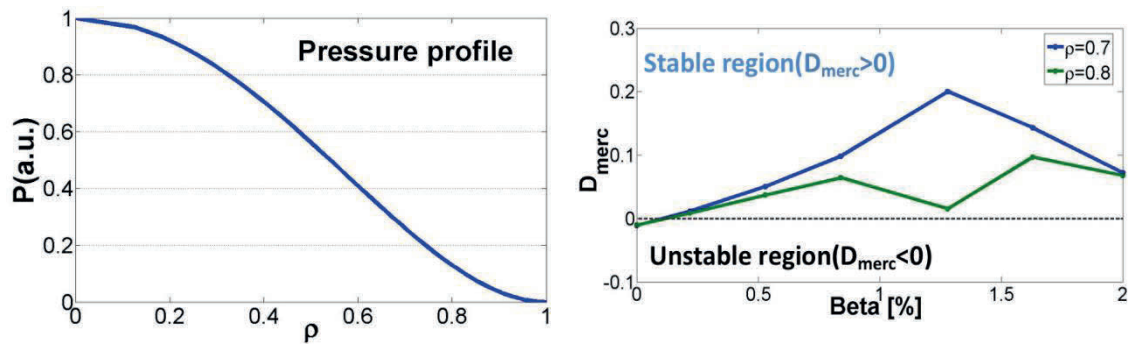 1
0.8
0.6
0.4
0.2
0
P(a.u.)
Pressure profile
0 0.2 0.4 0.6 0.8 1
ρ
0.3
0.2
0.1
0
-0.1
D_merc
Stable region(D_merc>0)
ρ=0.7
ρ=0.8
Unstable region(D_merc<0)
0 0.5 1 1.5 2
Beta [%]